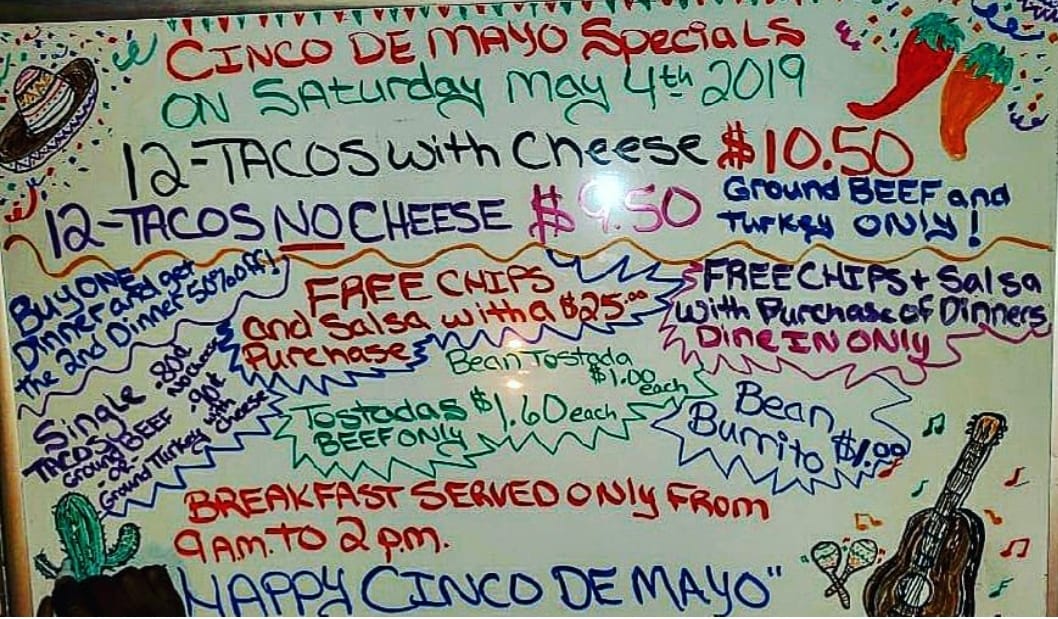 CINCO DE MAYO SpeciaLS
ON SAturday May 4th 2019
12-TACOS with Cheese $10.50
12-TACOS NO CHEESE $9.50
Ground BEEF and
Turkey ONLY!
Buy ONE
Dinner and get
the 2nd Dinner 50% off!
FREE CHIPS
and Salsa with a $25.00
Purchase
FREE CHIPS + Salsa
with Purchase of Dinners
Dine IN ONLY
Single .80¢
TACOS NO Cheese
Ground BEEF .90¢
-or- with
Ground Turkey cheese
Bean Tostada
$1.00 each
Tostadas $1.60 each
BEEF ONLY
Bean
Burrito $1.00
BREAKFAST SERVED ONLY FROM
9 A.M. TO 2 p.m.
HAPPY CINCO DE MAYO"